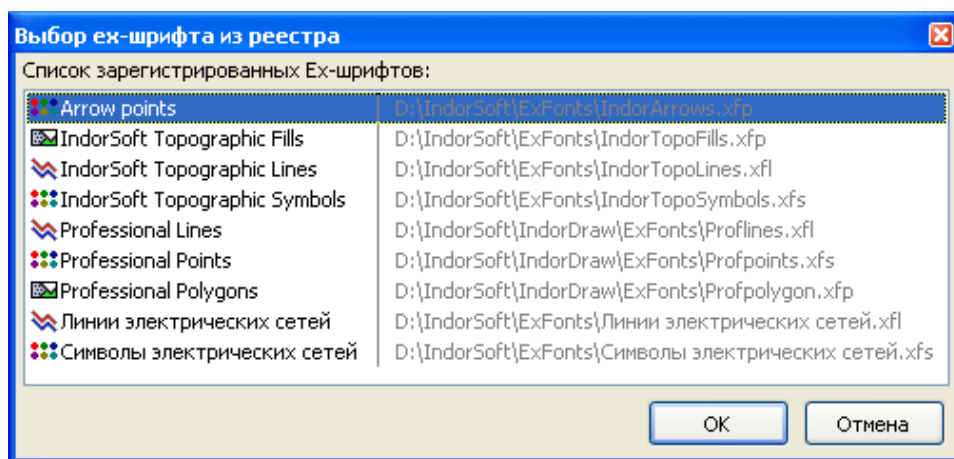 Выбор ex-шрифта из реестра
Список зарегистрированных Ex-шрифтов:
Arrow points D:\IndorSoft\ExFonts\IndorArrows.xfp
IndorSoft Topographic Fills D:\IndorSoft\ExFonts\IndorTopoFills.xfp
IndorSoft Topographic Lines D:\IndorSoft\ExFonts\IndorTopoLines.xfl
IndorSoft Topographic Symbols D:\IndorSoft\ExFonts\IndorTopoSymbols.xfs
Professional Lines D:\IndorSoft\IndorDraw\ExFonts\Proflines.xfl
Professional Points D:\IndorSoft\IndorDraw\ExFonts\Profpoints.xfs
Professional Polygons D:\IndorSoft\IndorDraw\ExFonts\Profpolygon.xfp
Линии электрических сетей D:\IndorSoft\ExFonts\Линии электрических сетей.xfl
Символы электрических сетей D:\IndorSoft\ExFonts\Символы электрических сетей.xfs
OK Отмена